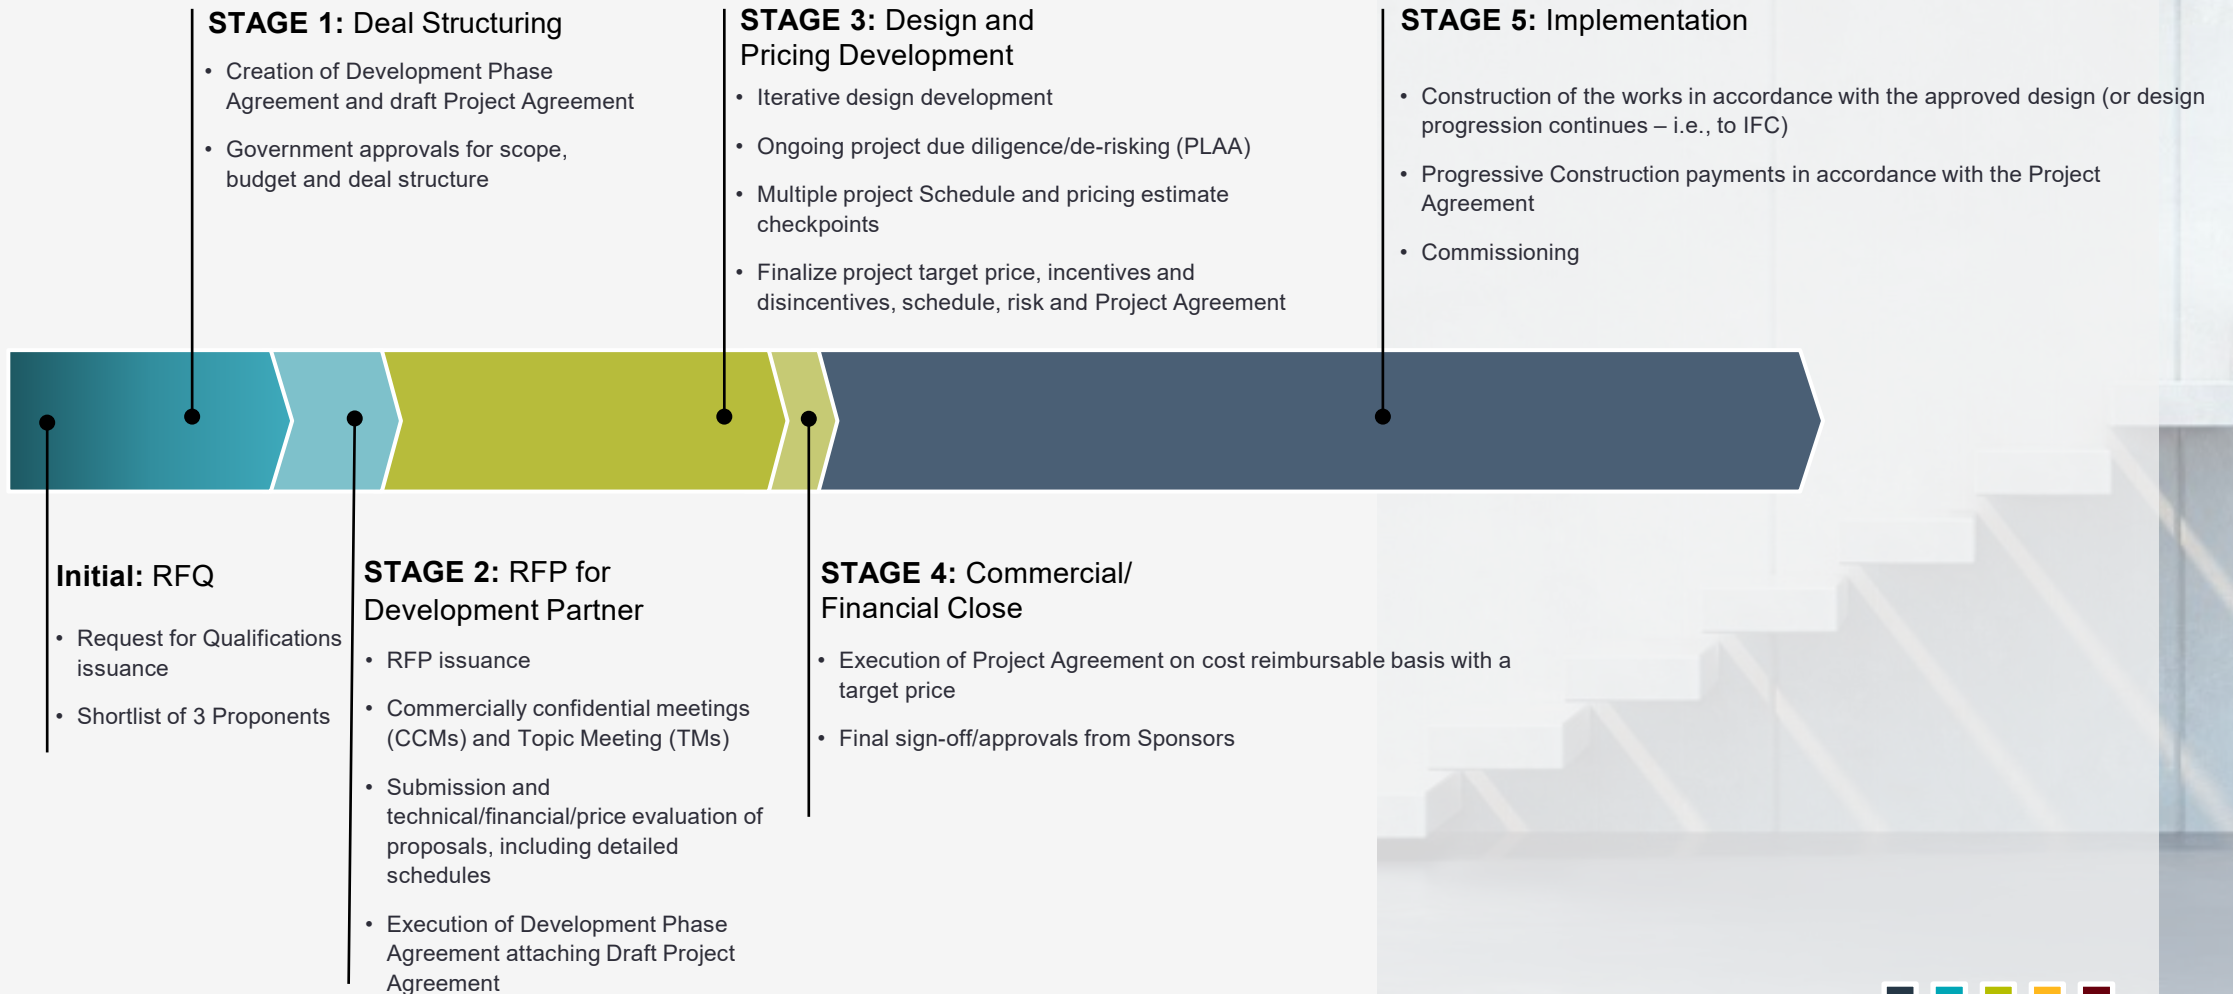 STAGE 1: Deal Structuring
• Creation of Development Phase
Agreement and draft Project Agreement
• Government approvals for scope,
budget and deal structure
STAGE 3: Design and
Pricing Development
• Iterative design development
• Ongoing project due diligence/de-risking (PLAA)
• Multiple project Schedule and pricing estimate
checkpoints
• Finalize project target price, incentives and
disincentives, schedule, risk and Project Agreement
STAGE 5: Implementation
• Construction of the works in accordance with the approved design (or design
progression continues – i.e., to IFC)
• Progressive Construction payments in accordance with the Project
Agreement
• Commissioning
Initial: RFQ
• Request for Qualifications
issuance
• Shortlist of 3 Proponents
STAGE 2: RFP for
Development Partner
• RFP issuance
• Commercially confidential meetings
(CCMs) and Topic Meeting (TMs)
• Submission and
technical/financial/price evaluation of
proposals, including detailed
schedules
• Execution of Development Phase
Agreement attaching Draft Project
Agreement
STAGE 4: Commercial/
Financial Close
• Execution of Project Agreement on cost reimbursable basis with a
target price
• Final sign-off/approvals from Sponsors